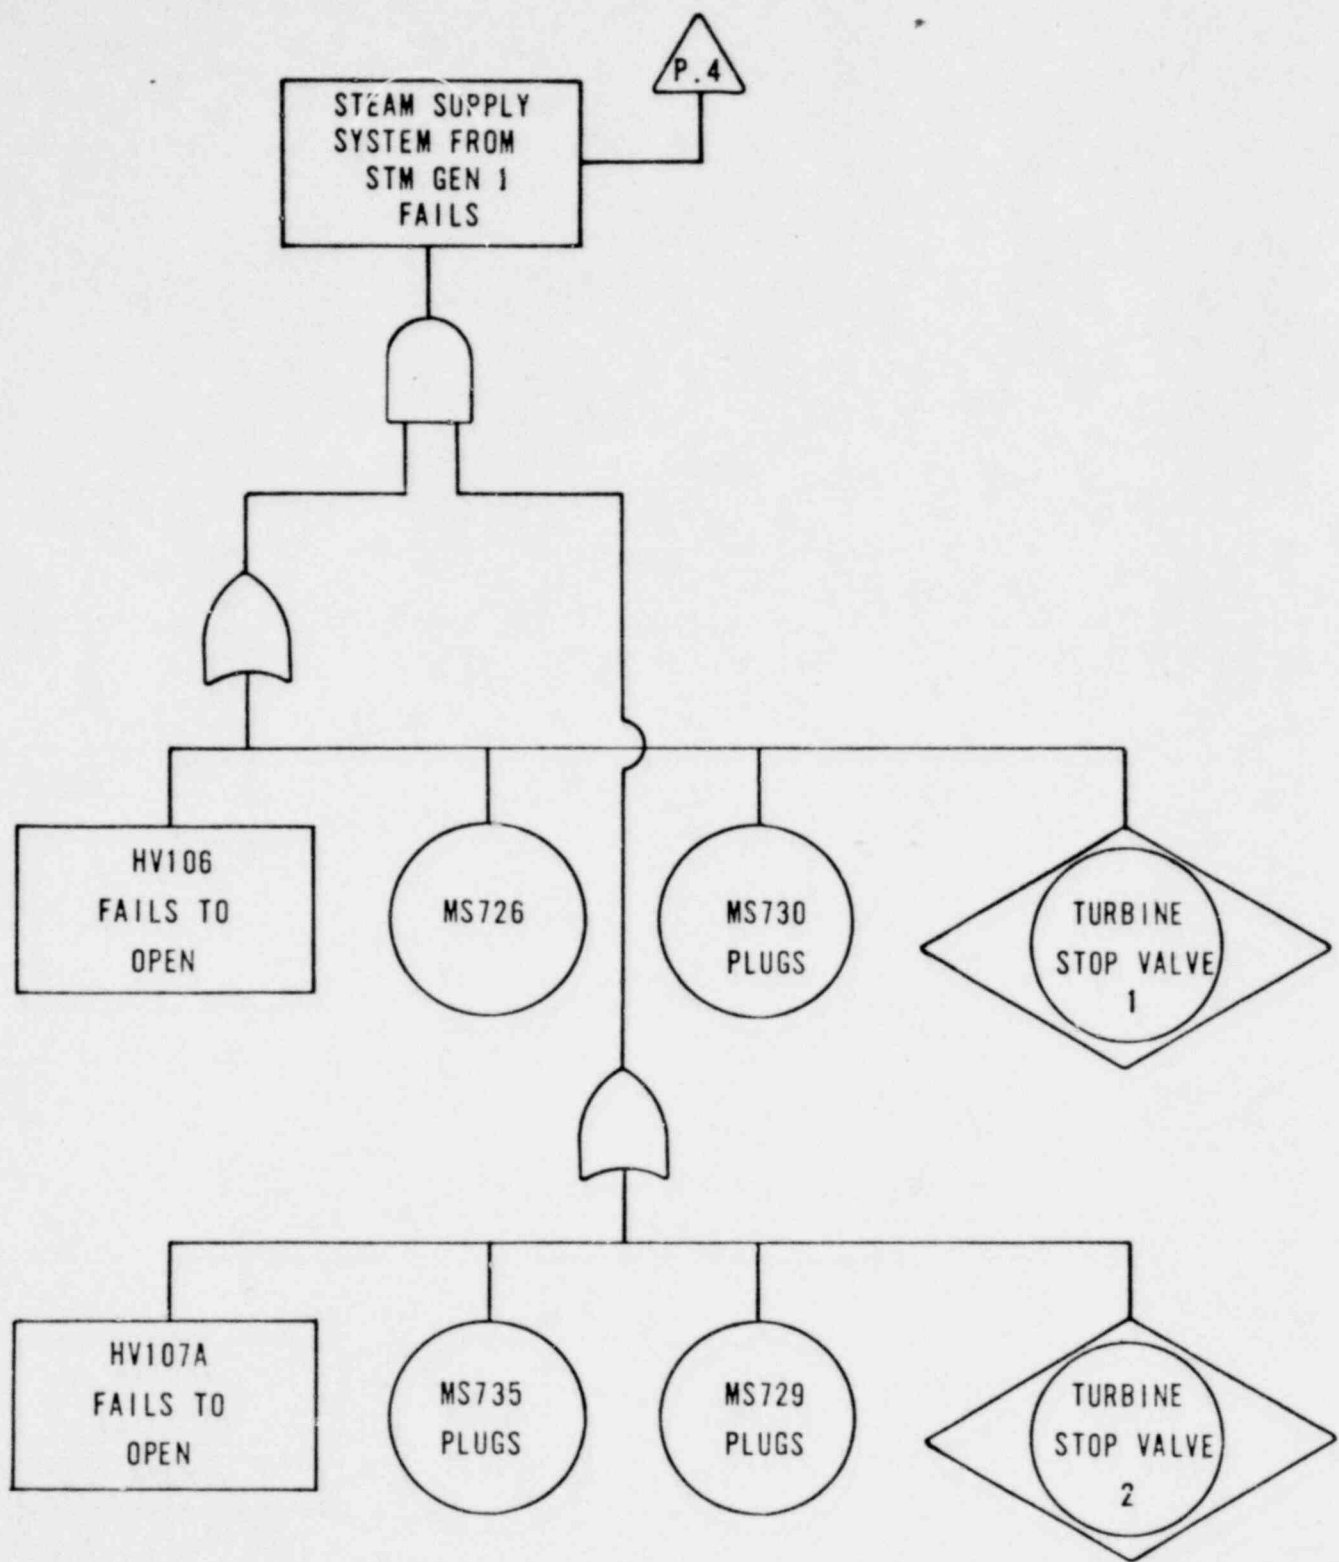 P.4
STEAM SUPPLY
SYSTEM FROM
STM GEN 1
FAILS
HV106
FAILS TO
OPEN
MS726
MS730
PLUGS
TURBINE
STOP VALVE
1
HV107A
FAILS TO
OPEN
MS735
PLUGS
MS729
PLUGS
TURBINE
STOP VALVE
2